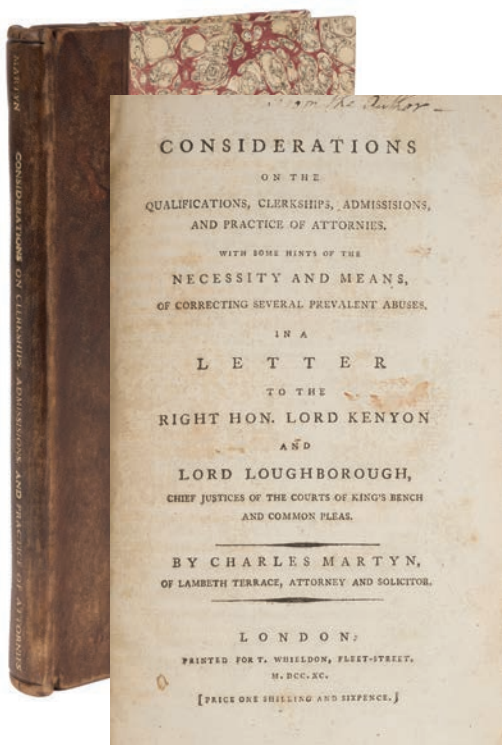 MARTYN CONSIDERATIONS ON CLERKSHIPS, ADMISSIONS AND PRACTICE OF ATTORNIES
from the Author —
CONSIDERATIONS
ON THE
QUALIFICATIONS, CLERKSHIPS, ADMISSISIONS,
AND PRACTICE OF ATTORNIES.
WITH SOME HINTS OF THE
NECESSITY AND MEANS,
OF CORRECTING SEVERAL PREVALENT ABUSES,
IN A
LETTER
TO THE
RIGHT HON. LORD KENYON
AND
LORD LOUGHBOROUGH,
CHIEF JUSTICES OF THE COURTS OF KING'S BENCH
AND COMMON PLEAS.
BY CHARLES MARTYN,
OF LAMBETH TERRACE, ATTORNEY AND SOLICITOR.
LONDON:
PRINTED FOR T. WHIELDON, FLEET-STREET.
M.DCC.XC.
[PRICE ONE SHILLING AND SIXPENCE.]